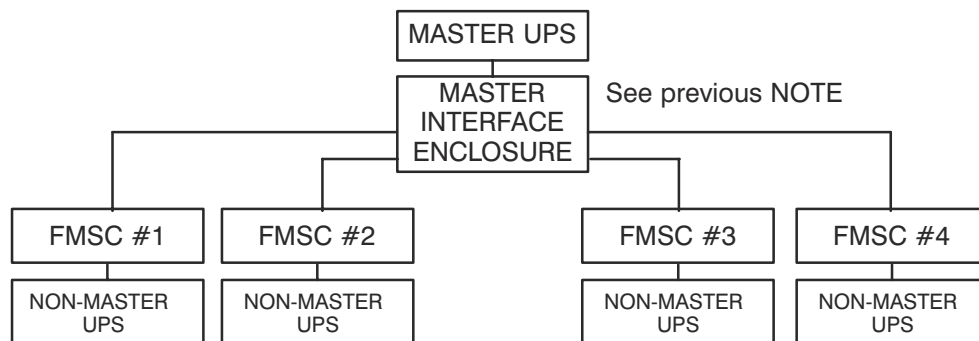 MASTER UPS
MASTER
INTERFACE
ENCLOSURE
See previous NOTE
FMSC #1
FMSC #2
FMSC #3
FMSC #4
NON-MASTER
UPS
NON-MASTER
UPS
NON-MASTER
UPS
NON-MASTER
UPS